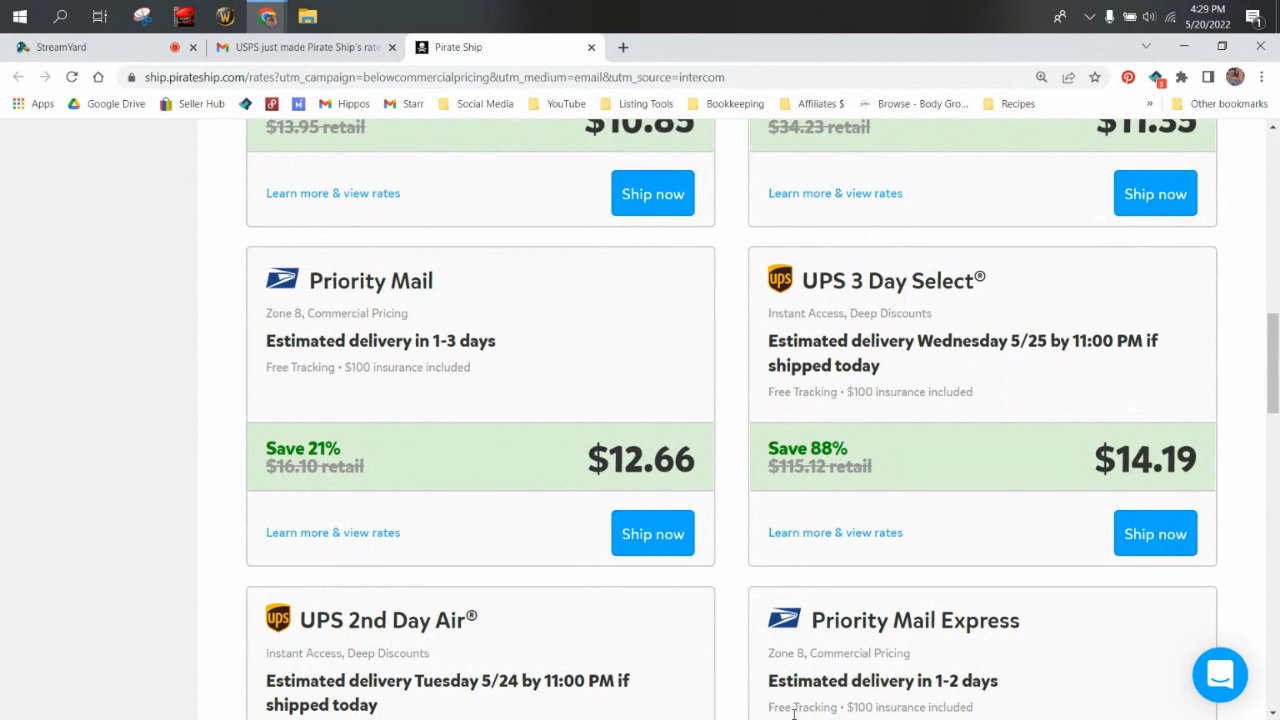 4:29 PM
5/20/2022
1
StreamYard
USPS just made Pirate Ship's rate
Pirate Ship
ship.pirateship.com/rates?utm_campaign=belowcommercialpricing&utm_medium=email&utm_source=intercom
3
Apps Google Drive Seller Hub Hippos Starr Social Media YouTube Listing Tools Bookkeeping Affiliates $ Browse - Body Gro... Recipes » Other bookmarks
$13.95 retail $10.85
$34.23 retail $11.35
Learn more & view rates Ship now
Learn more & view rates Ship now
Priority Mail
Zone 8, Commercial Pricing
Estimated delivery in 1-3 days
Free Tracking • $100 insurance included
Save 21%
$16.10 retail
$12.66
Learn more & view rates Ship now
ups UPS 3 Day Select®
Instant Access, Deep Discounts
Estimated delivery Wednesday 5/25 by 11:00 PM if
shipped today
Free Tracking • $100 insurance included
Save 88%
$115.12 retail
$14.19
Learn more & view rates Ship now
ups UPS 2nd Day Air®
Instant Access, Deep Discounts
Estimated delivery Tuesday 5/24 by 11:00 PM if
shipped today
Priority Mail Express
Zone 8, Commercial Pricing
Estimated delivery in 1-2 days
Free Tracking • $100 insurance included